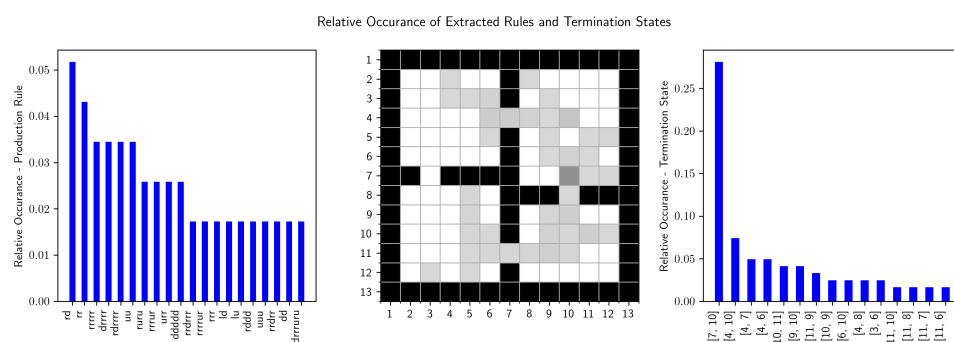 Relative Occurance of Extracted Rules and Termination States
Relative Occurance - Production Rule
0.05
0.04
0.03
0.02
0.01
0.00
rd
rr
rrrrr
drrrr
rdrrrr
uu
ruru
rrrur
urr
ddddd
rrdrrr
rrrrur
rrr
ld
lu
rddd
uuu
rrdrr
dd
drrruru
1
2
3
4
5
6
7
8
9
10
11
12
13
1 2 3 4 5 6 7 8 9 10 11 12 13
Relative Occurance - Termination State
0.25
0.20
0.15
0.10
0.05
0.00
[7, 10]
[4, 10]
[4, 7]
[4, 6]
10, 11]
[9, 10]
[11, 9]
[10, 9]
[6, 10]
[4, 8]
[3, 6]
11, 10]
[11, 8]
[11, 7]
[11, 6]